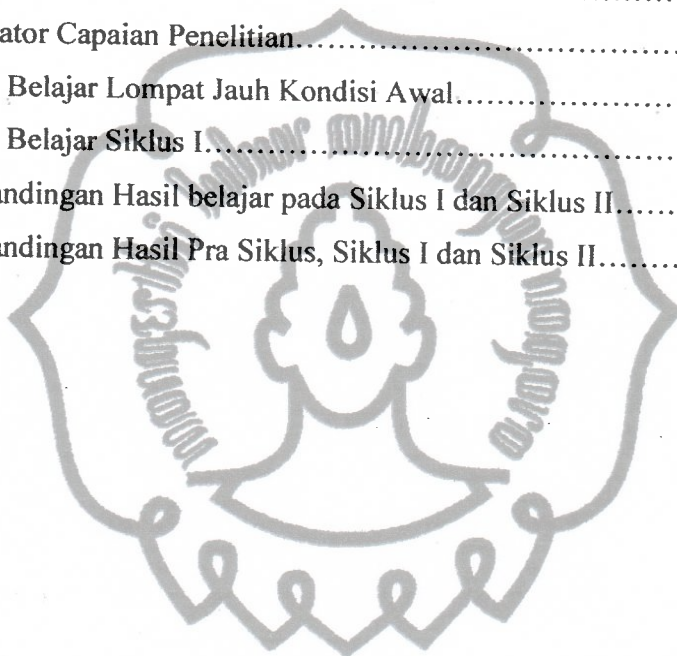 ator Capaian Penelitian....................................
Belajar Lompat Jauh Kondisi Awal....................
Belajar Siklus I.............................................
andingan Hasil belajar pada Siklus I dan Siklus II.......
andingan Hasil Pra Siklus, Siklus I dan Siklus II.........